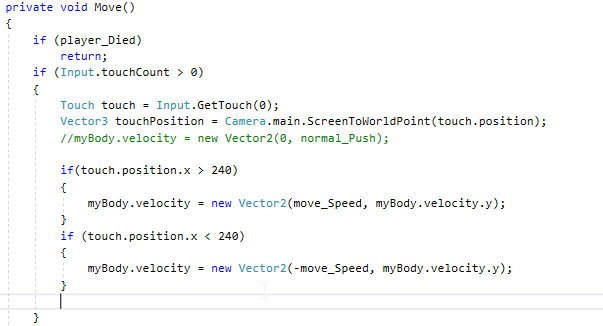 private void Move()
{
if (player_Died)
return;
if (Input.touchCount > 0)
{
Touch touch = Input.GetTouch(0);
Vector3 touchPosition = Camera.main.ScreenToWorldPoint(touch.position);
//myBody.velocity = new Vector2(0, normal_Push);
if(touch.position.x > 240)
{
myBody.velocity = new Vector2(move_Speed, myBody.velocity.y);
}
if (touch.position.x < 240)
{
myBody.velocity = new Vector2(-move_Speed, myBody.velocity.y);
}
}